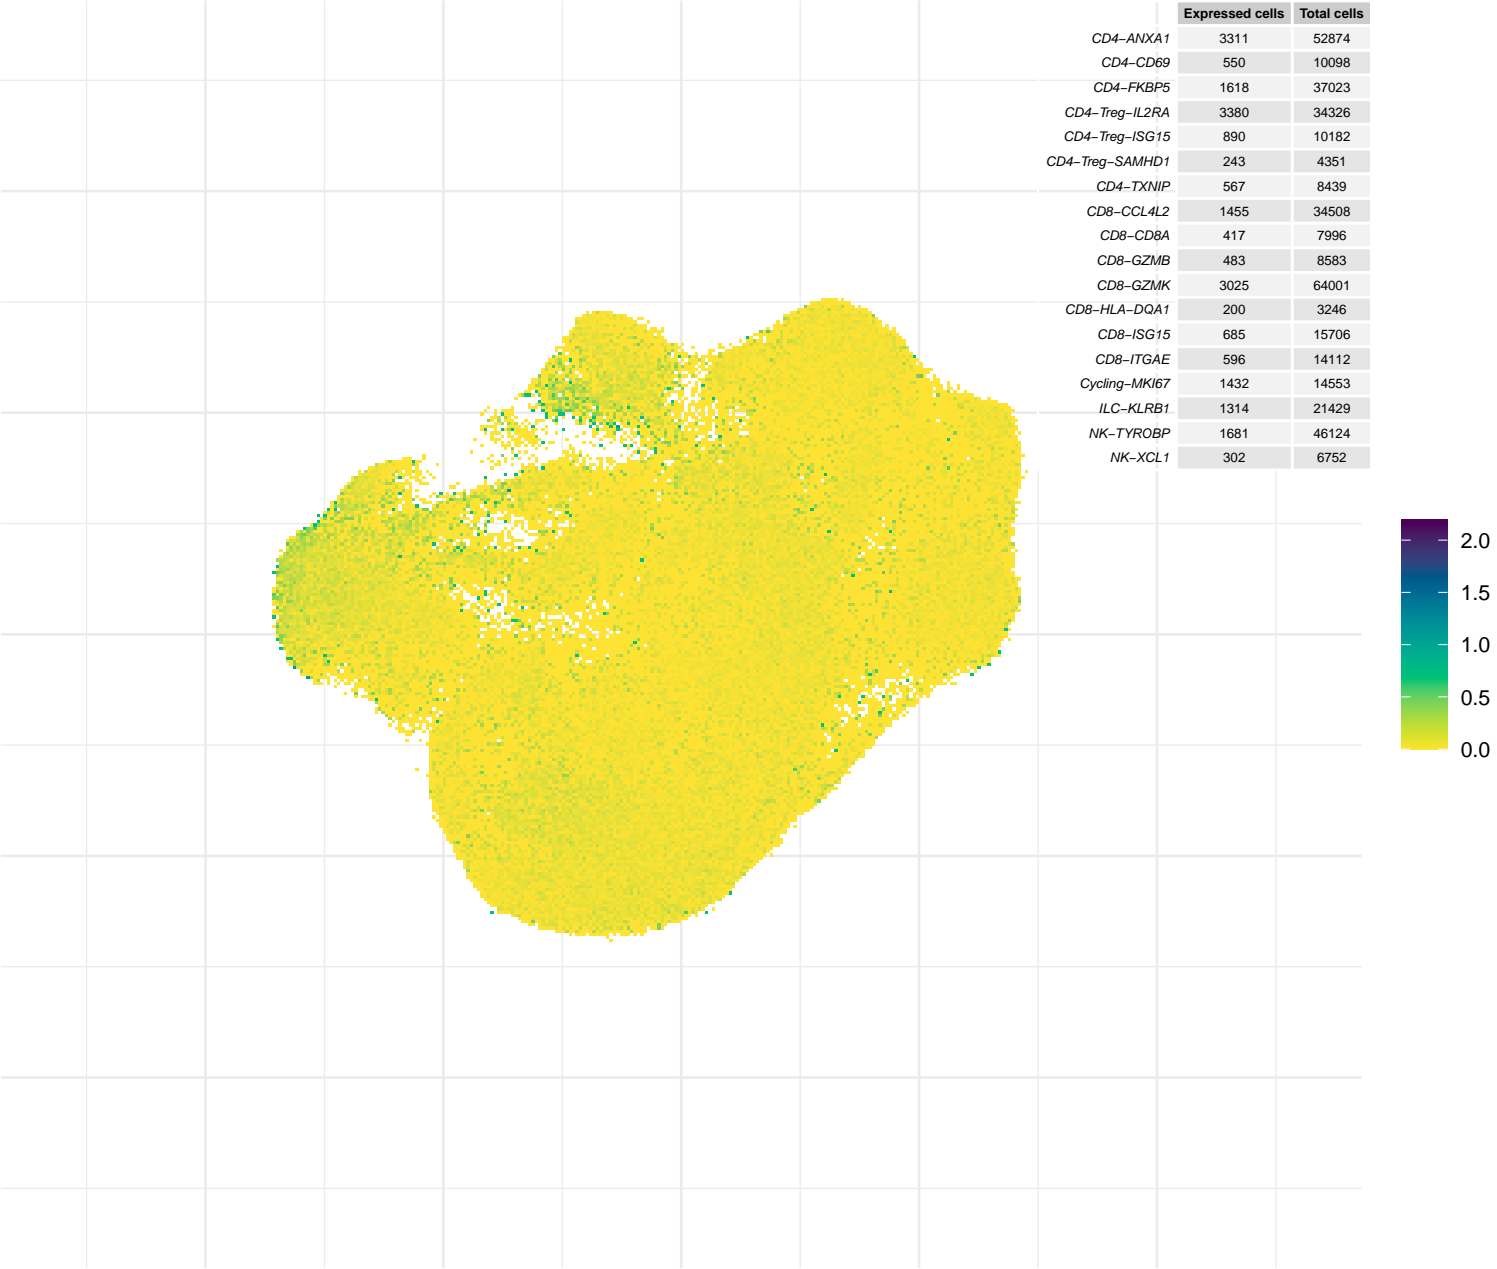 Expressed cells Total cells
CD4−ANXA1 3311 52874
CD4−CD69 550 10098
CD4−FKBP5 1618 37023
CD4−Treg−IL2RA 3380 34326
CD4−Treg−ISG15 890 10182
CD4−Treg−SAMHD1 243 4351
CD4−TXNIP 567 8439
CD8−CCL4L2 1455 34508
CD8−CD8A 417 7996
CD8−GZMB 483 8583
CD8−GZMK 3025 64001
CD8−HLA−DQA1 200 3246
CD8−ISG15 685 15706
CD8−ITGAE 596 14112
Cycling−MKI67 1432 14553
ILC−KLRB1 1314 21429
NK−TYROBP 1681 46124
NK−XCL1 302 6752
2.0
1.5
1.0
0.5
0.0